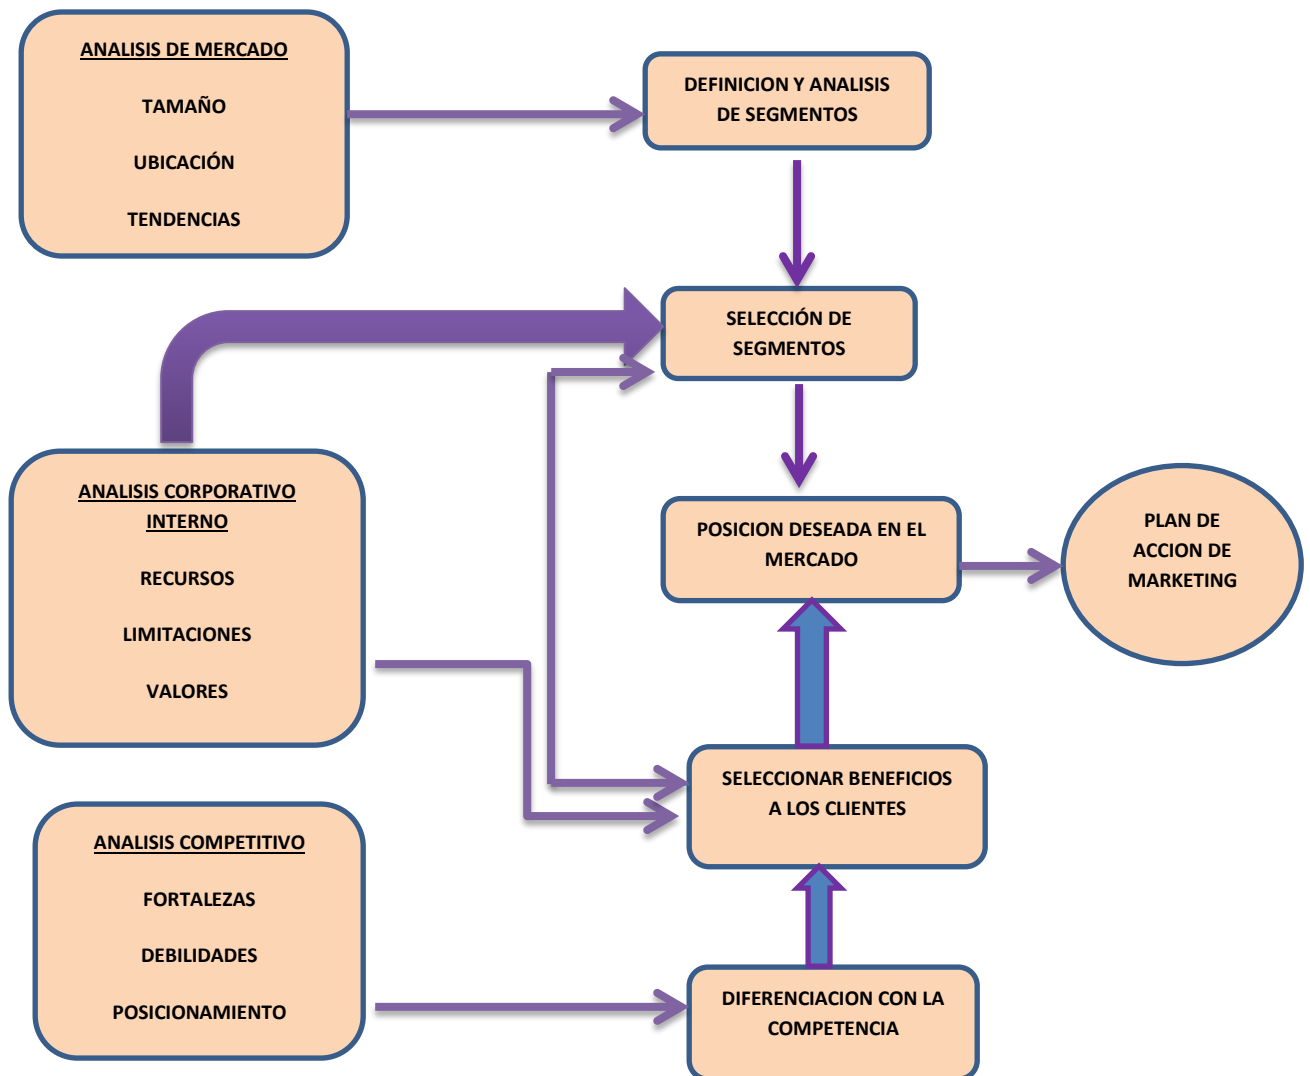 ANALISIS DE MERCADO
TAMAÑO
UBICACIÓN
TENDENCIAS
DEFINICION Y ANALISIS
DE SEGMENTOS
SELECCIÓN DE
SEGMENTOS
ANALISIS CORPORATIVO
INTERNO
RECURSOS
LIMITACIONES
VALORES
POSICION DESEADA EN EL
MERCADO
PLAN DE
ACCION DE
MARKETING
SELECCIONAR BENEFICIOS
A LOS CLIENTES
ANALISIS COMPETITIVO
FORTALEZAS
DEBILIDADES
POSICIONAMIENTO
DIFERENCIACION CON LA
COMPETENCIA